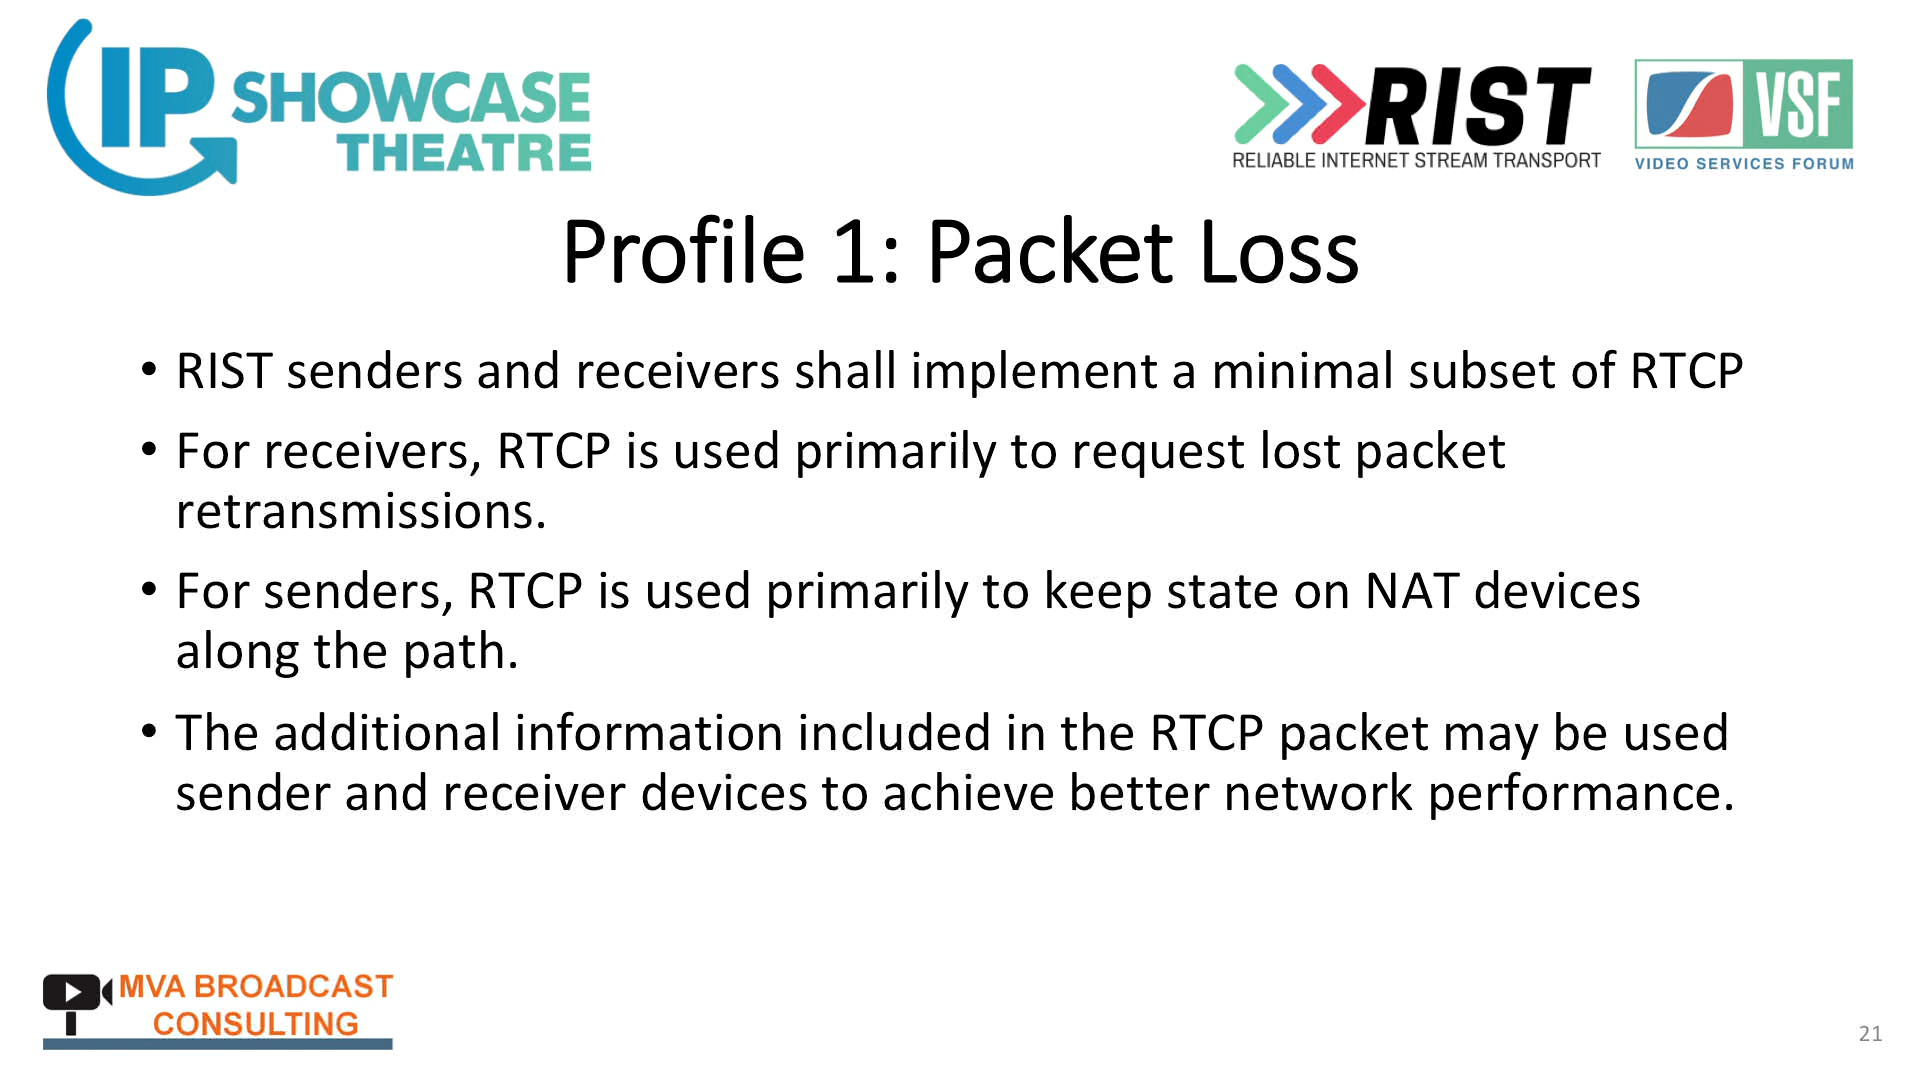 IP SHOWCASE
THEATRE
RIST
RELIABLE INTERNET STREAM TRANSPORT
VSF
VIDEO SERVICES FORUM
Profile 1: Packet Loss
• RIST senders and receivers shall implement a minimal subset of RTCP
• For receivers, RTCP is used primarily to request lost packet
retransmissions.
• For senders, RTCP is used primarily to keep state on NAT devices
along the path.
• The additional information included in the RTCP packet may be used
sender and receiver devices to achieve better network performance.
MVA BROADCAST
CONSULTING
21